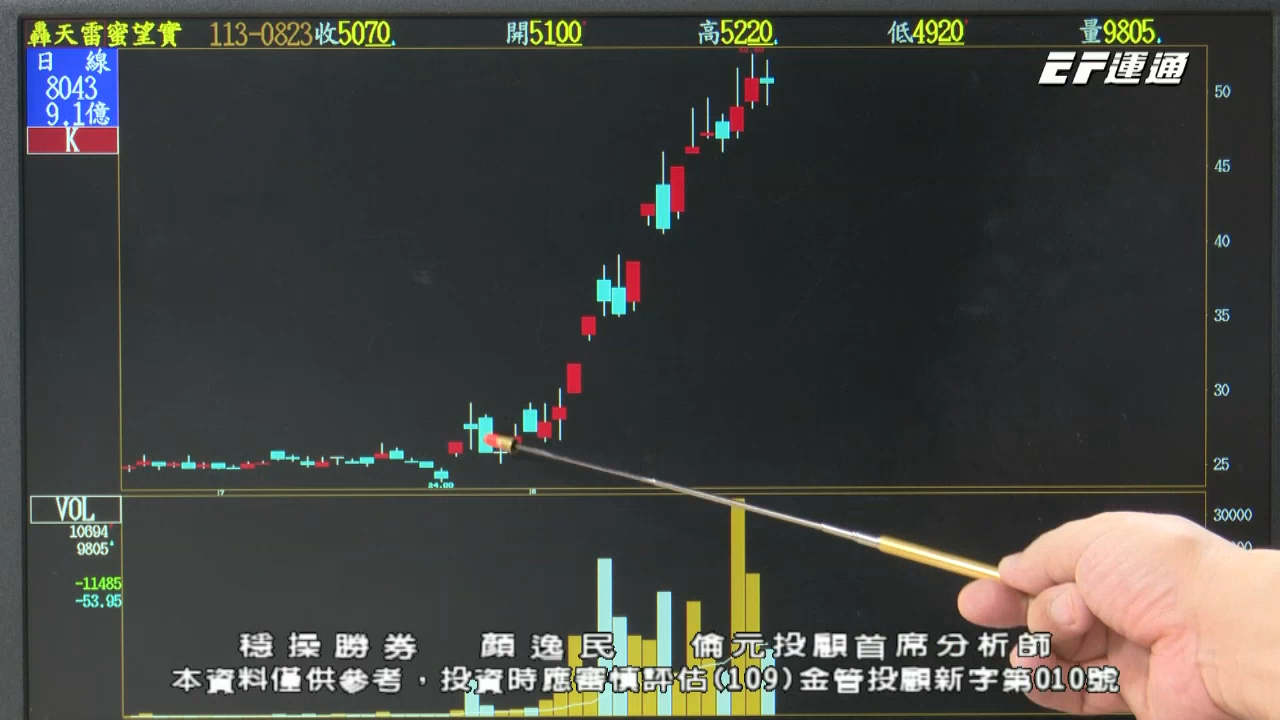 轟天雷蜜望實 113-0823收5070 開5100 高5220 低4920 量9805
日 線
8043
9.1億
K
EF運通
50
45
40
35
30
25
24.00
VOL
10694
9805
-11485
-53.95
30000
穩操勝券 顏逸民 倫元投顧首席分析師
本資料僅供參考，投資時應審慎評估(109)金管投顧新字第010號